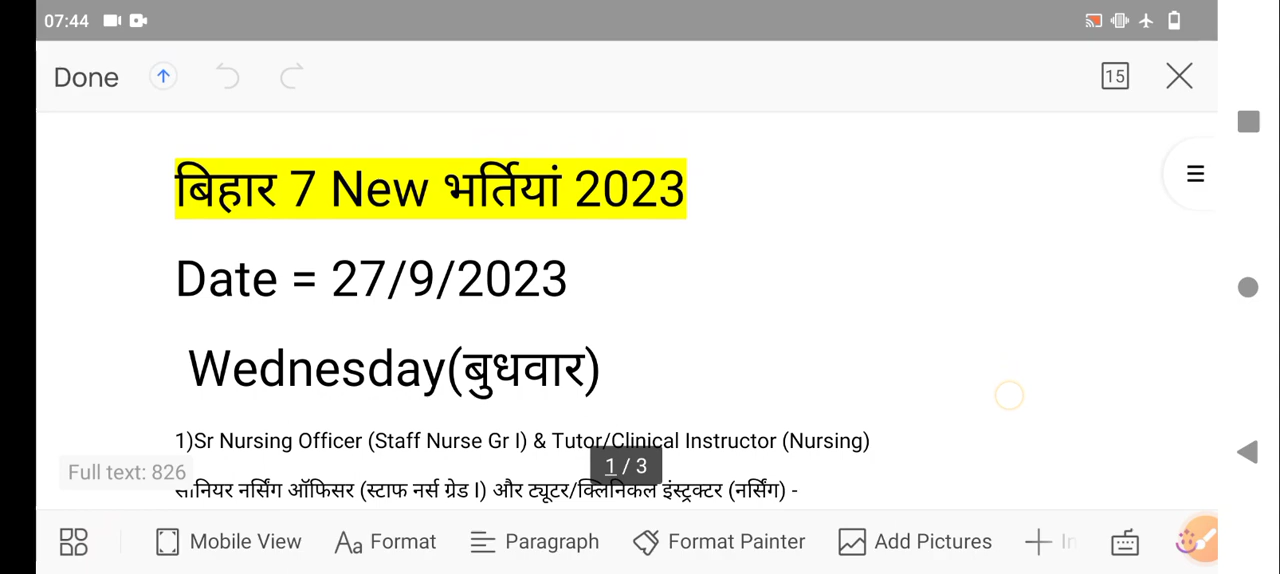 07:44
Done
15
बिहार 7 New भर्तियां 2023
Date = 27/9/2023
Wednesday(बुधवार)
1)Sr Nursing Officer (Staff Nurse Gr I) & Tutor/Clinical Instructor (Nursing)
Full text: 826
1/3
सीनियर नर्सिंग ऑफिसर (स्टाफ नर्स ग्रेड I) और ट्यूटर/क्लिनिकल इंस्ट्रक्टर (नर्सिंग) -
Mobile View
Aa Format
Paragraph
Format Painter
Add Pictures
In